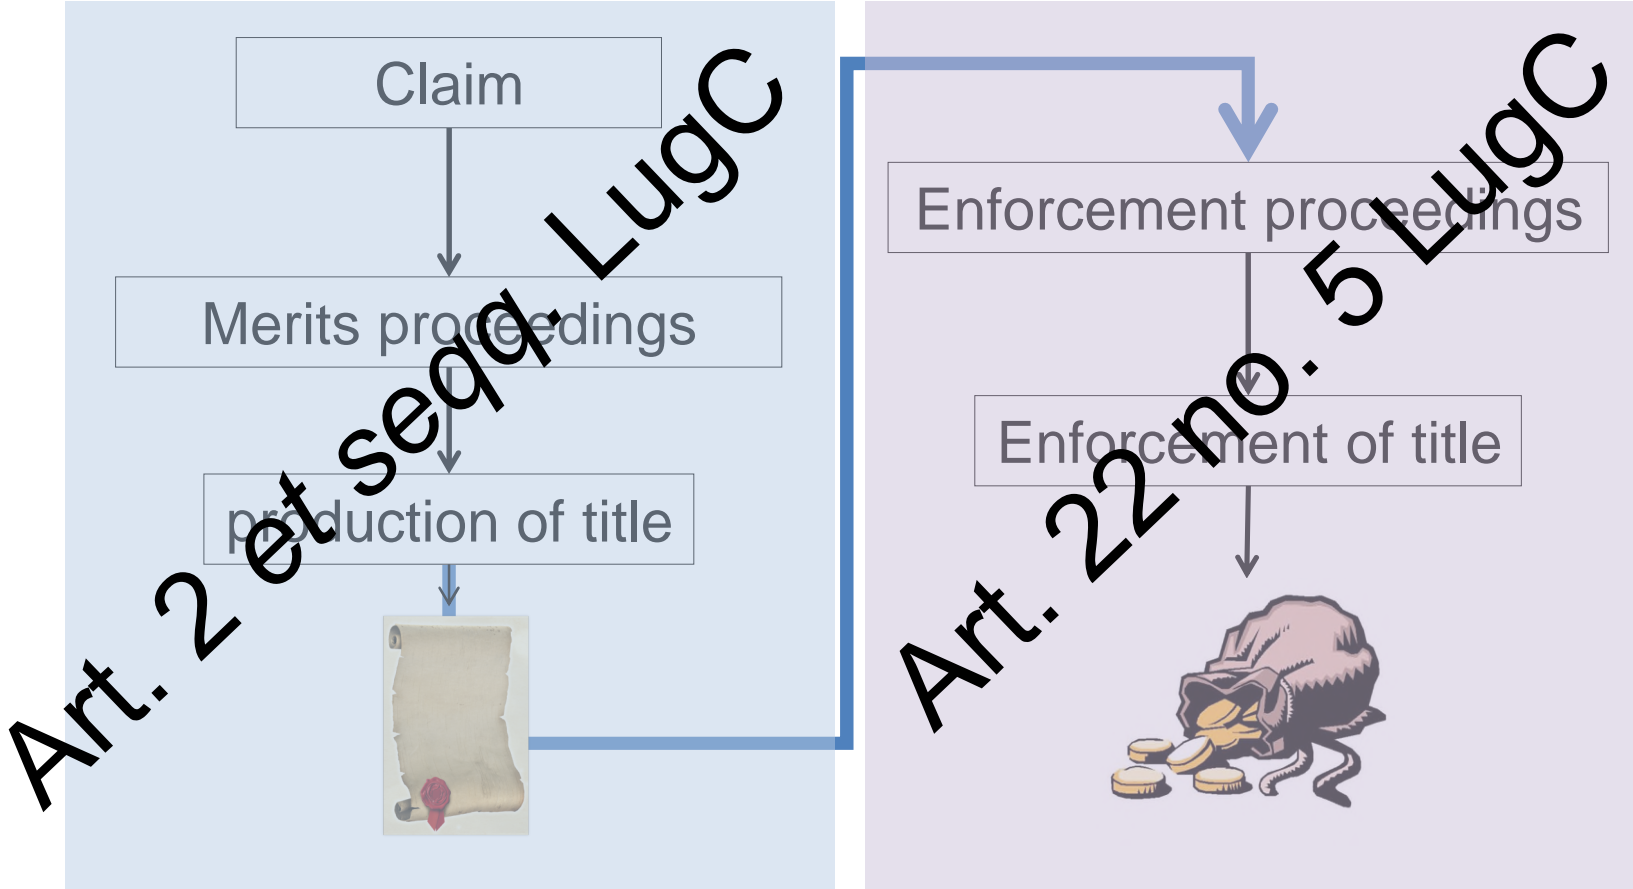 Claim
Merits proceedings
production of title
Art. 2 et seqq. LugC
Enforcement proceedings
Enforcement of title
Art. 22 no. 5 LugC